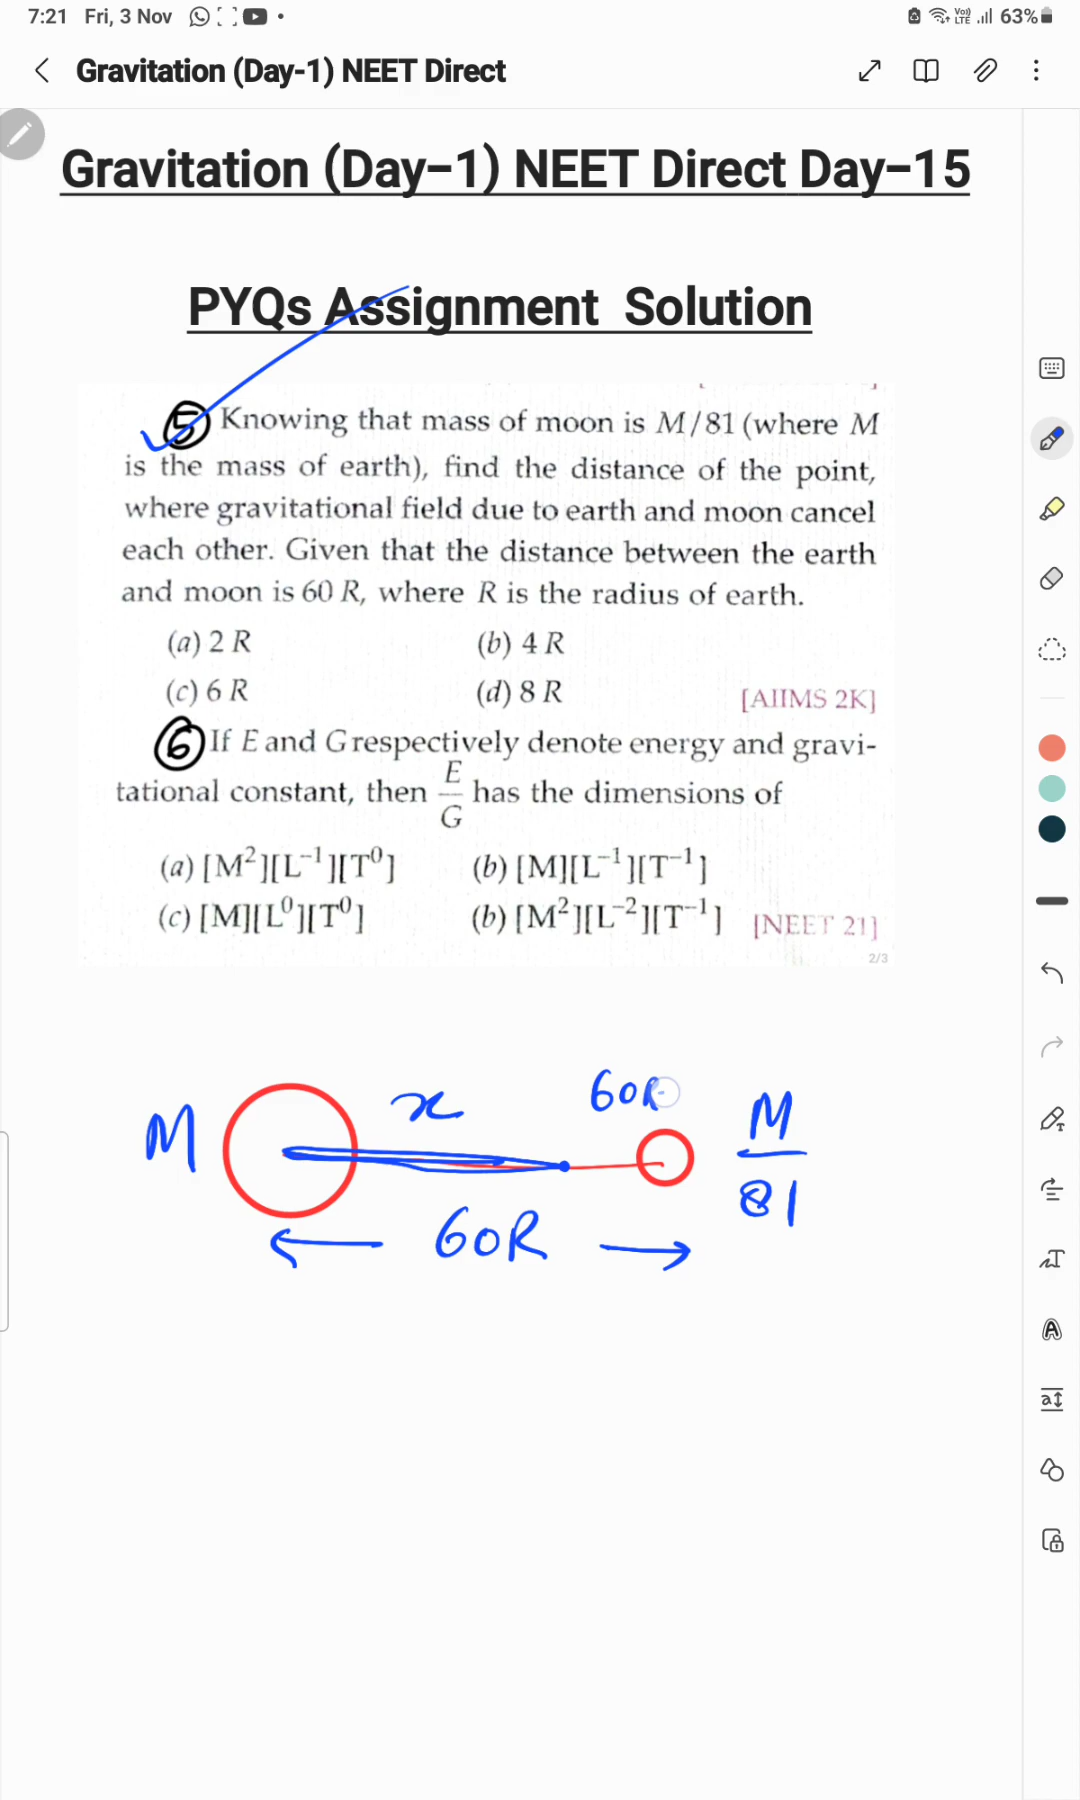 7:21 Fri, 3 Nov
63%
Gravitation (Day-1) NEET Direct
Gravitation (Day-1) NEET Direct Day-15
PYQs Assignment Solution
5 Knowing that mass of moon is M/81 (where M
is the mass of earth), find the distance of the point,
where gravitational field due to earth and moon cancel
each other. Given that the distance between the earth
and moon is 60 R, where R is the radius of earth.
(a) 2 R (b) 4 R
(c) 6 R (d) 8 R [AIIMS 2K]
6 If E and G respectively denote energy and gravi-
tational constant, then E/G has the dimensions of
(a) [M²][L⁻¹][T⁰] (b) [M][L⁻¹][T⁻¹]
(c) [M][L⁰][T⁰] (b) [M²][L⁻²][T⁻¹] [NEET 21]
2/3
M x 60R M/81
60R